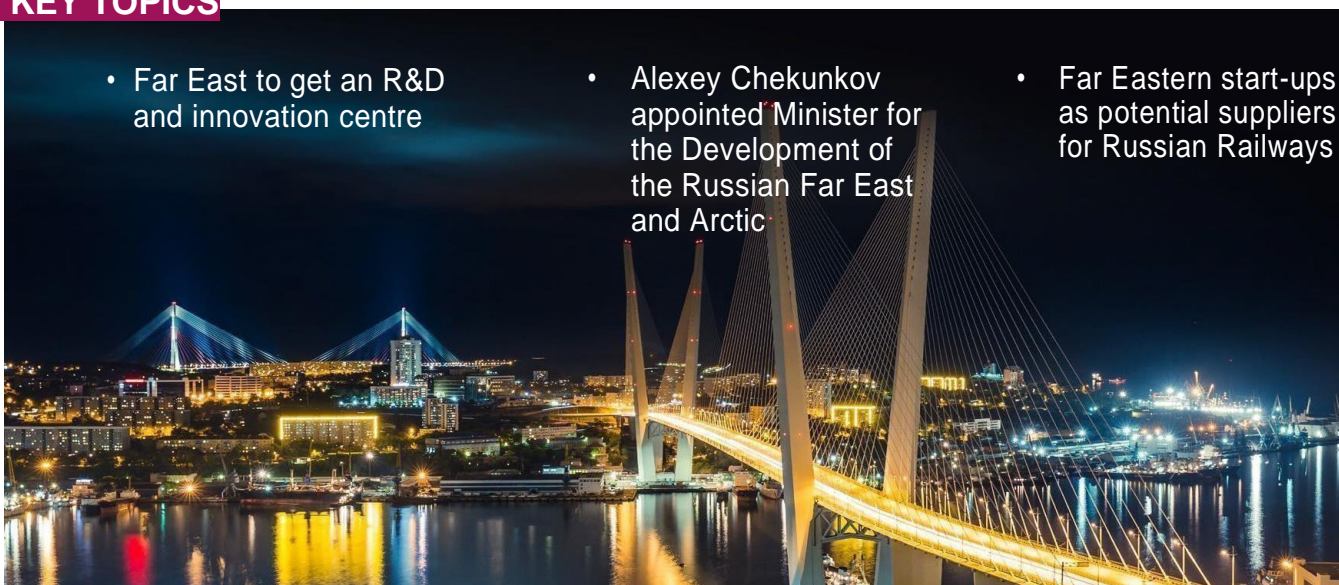 KEY TOPICS
• Far East to get an R&D
and innovation centre
• Alexey Chekunkov
appointed Minister for
the Development of
the Russian Far East
and Arctic
• Far Eastern start-ups
as potential suppliers
for Russian Railways